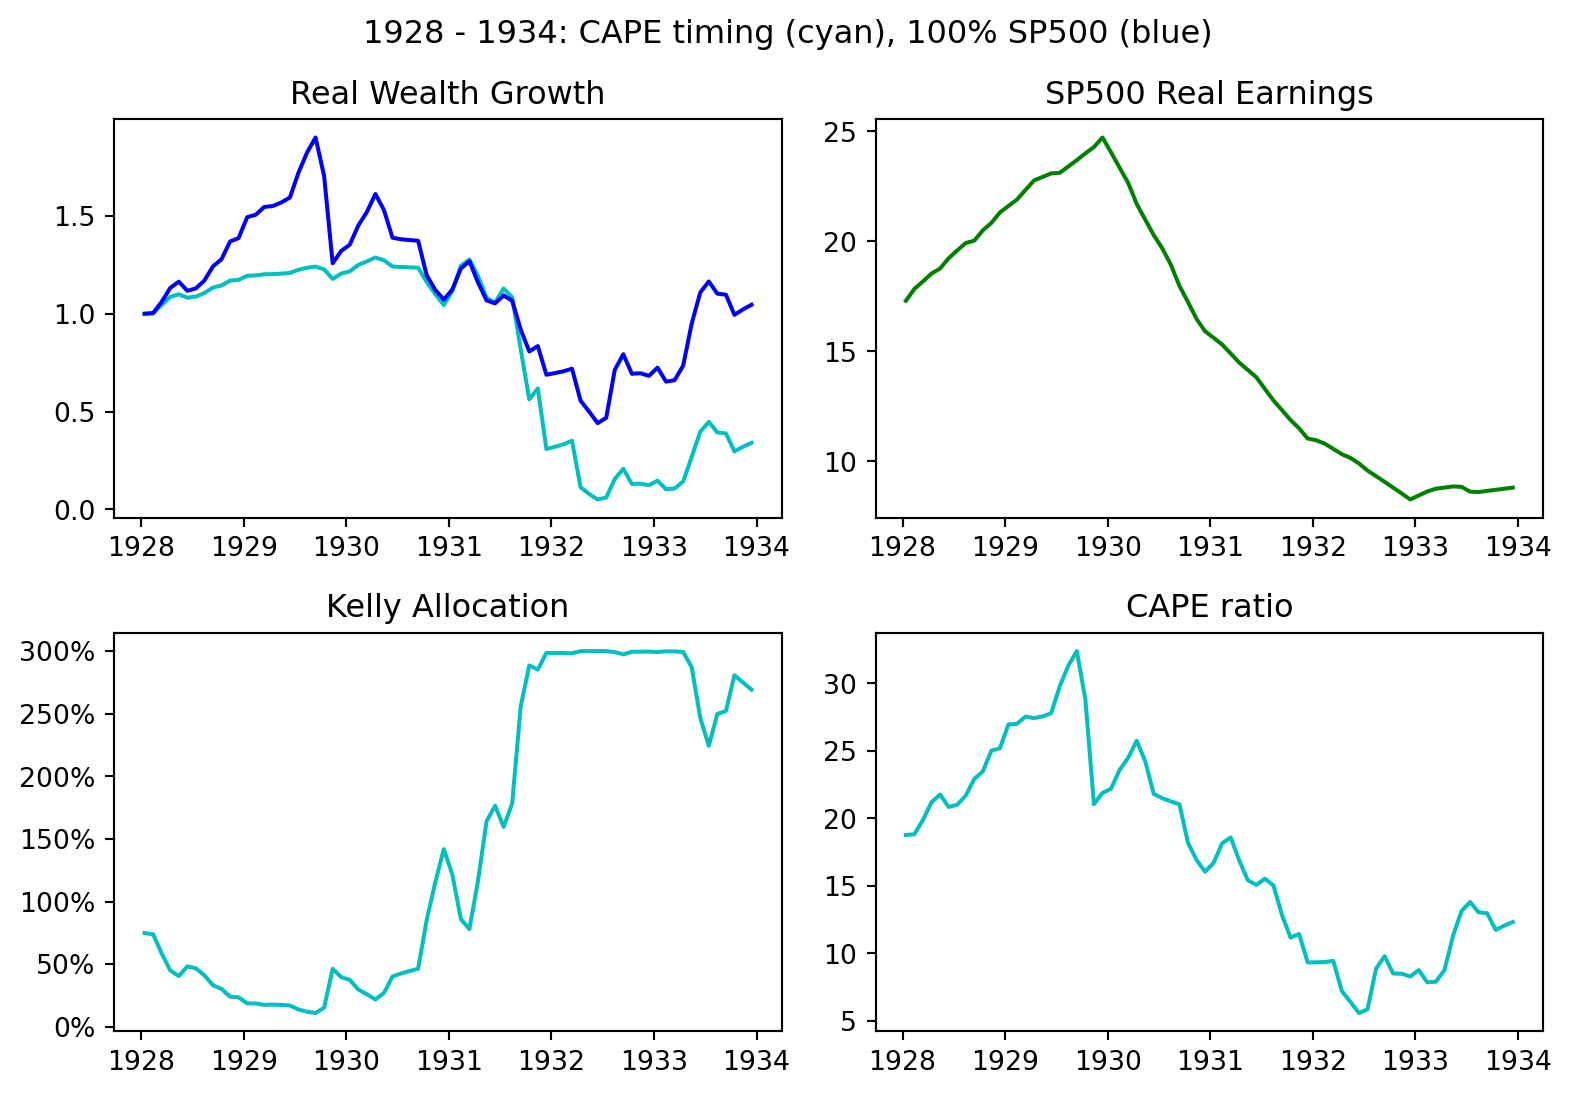 1928 - 1934: CAPE timing (cyan), 100% SP500 (blue)
Real Wealth Growth
1.5
1.0
0.5
0.0
1928 1929 1930 1931 1932 1933 1934
SP500 Real Earnings
25
20
15
10
1928 1929 1930 1931 1932 1933 1934
Kelly Allocation
300%
250%
200%
150%
100%
50%
0%
1928 1929 1930 1931 1932 1933 1934
CAPE ratio
30
25
20
15
10
5
1928 1929 1930 1931 1932 1933 1934